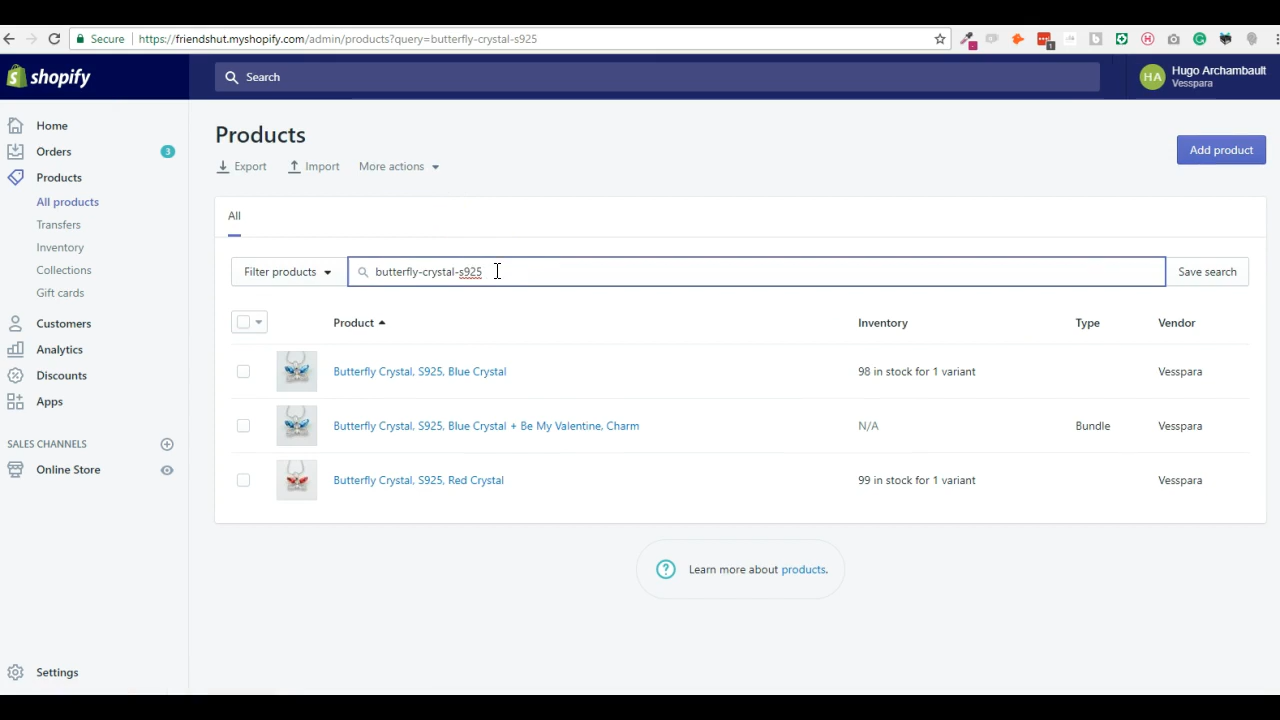 Secure https://friendshut.myshopify.com/admin/products?query=butterfly-crystal-s925
shopify
Search
HA
Hugo Archambault
Vesspara
Home
Orders 3
Products
All products
Transfers
Inventory
Collections
Gift cards
Customers
Analytics
Discounts
Apps
SALES CHANNELS
Online Store
Settings
Products
Export Import More actions
Add product
All
Filter products butterfly-crystal-s925 Save search
Product Inventory Type Vendor
Butterfly Crystal, S925, Blue Crystal 98 in stock for 1 variant Vesspara
Butterfly Crystal, S925, Blue Crystal + Be My Valentine, Charm N/A Bundle Vesspara
Butterfly Crystal, S925, Red Crystal 99 in stock for 1 variant Vesspara
? Learn more about products.